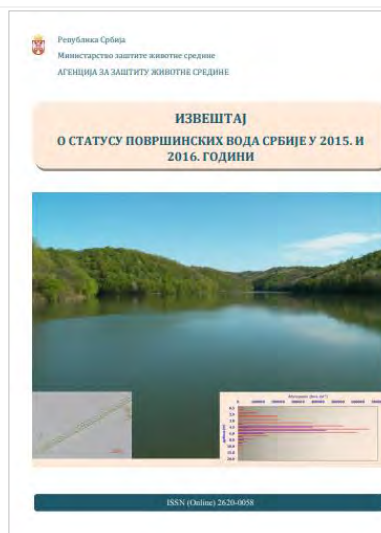 Република Србија
Министарство заштите животне средине
АГЕНЦИЈА ЗА ЗАШТИТУ ЖИВОТНЕ СРЕДИНЕ
ИЗВЕШТАЈ
О СТАТУСУ ПОВРШИНСКИХ ВОДА СРБИЈЕ У 2015. И
2016. ГОДИНИ
ISSN (Online) 2620-0058